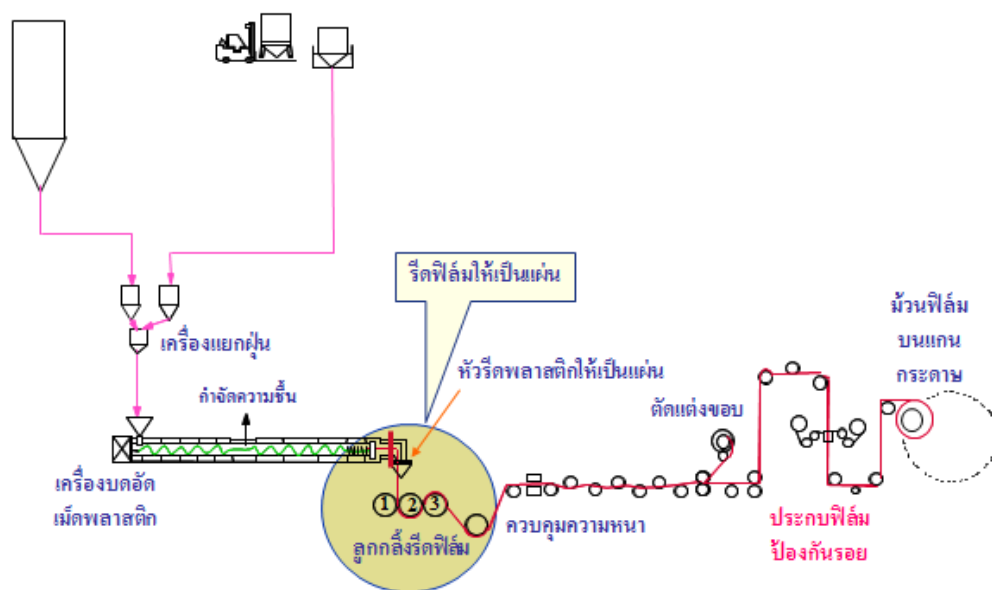 รีดฟิล์มให้เป็นแผ่น
ม้วนฟิล์ม
บนแกน
กระดาษ
เครื่องแยกฝุ่น
หัวรีดพลาสติกให้เป็นแผ่น
กำจัดความชื้น
ตัดแต่งขอบ
เครื่องบดอัด
เม็ดพลาสติก
1 2 3
ลูกกลิ้งรีดฟิล์ม
ควบคุมความหนา
ประกบฟิล์ม
ป้องกันรอย